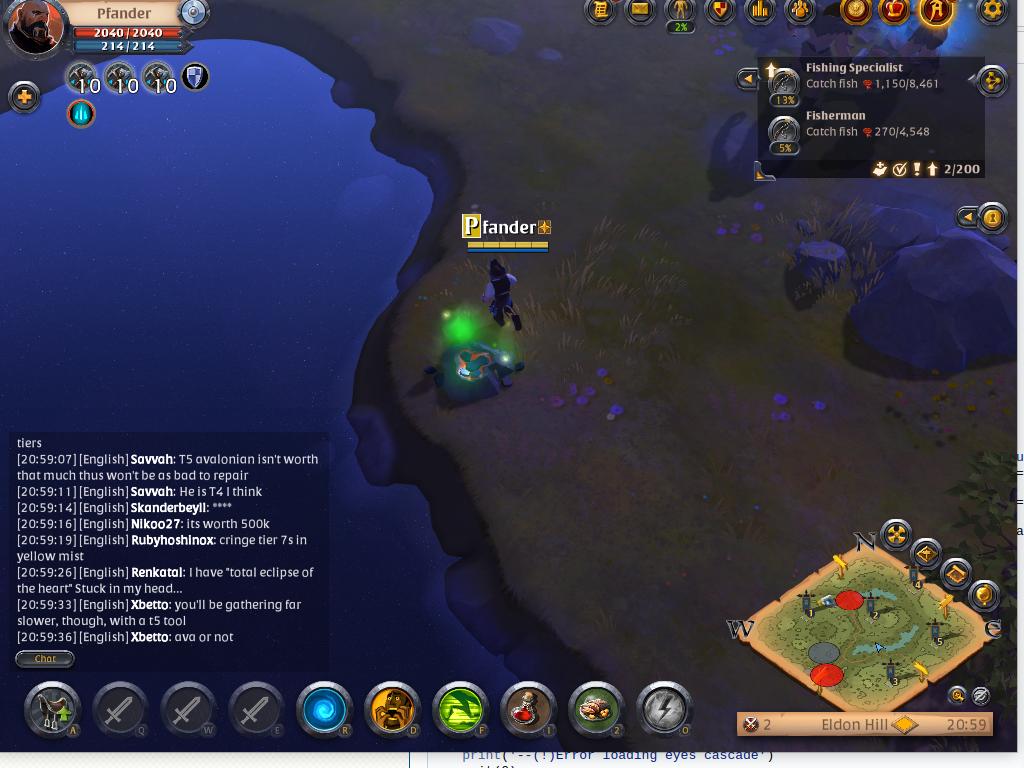 Pfander
2040/2040
214/214
10 10 10
2%
Fishing Specialist
Catch fish 1,150/8,461
13%
Fisherman
Catch fish 270/4,548
5%
2/200
Pfander
tiers
[20:59:07] [English] Savvah: T5 avalonian isn't worth
that much thus won't be as bad to repair
[20:59:11] [English] Savvah: He is T4 I think
[20:59:14] [English] Skanderbeyll: ****
[20:59:16] [English] Nikoo27: its worth 500k
[20:59:19] [English] Rubyhoshinox: cringe tier 7s in
yellow mist
[20:59:26] [English] Renkatal: I have "total eclipse of
the heart" Stuck in my head...
[20:59:33] [English] Xbetto: you'll be gathering far
slower, though, with a t5 tool
[20:59:36] [English] Xbetto: ava or not
Chat
A Q W E R D F 1 2 O
N
W
E
1 2 3 4 5
2 Eldon Hill 20:59
print('--(!)Error loading eyes cascade')